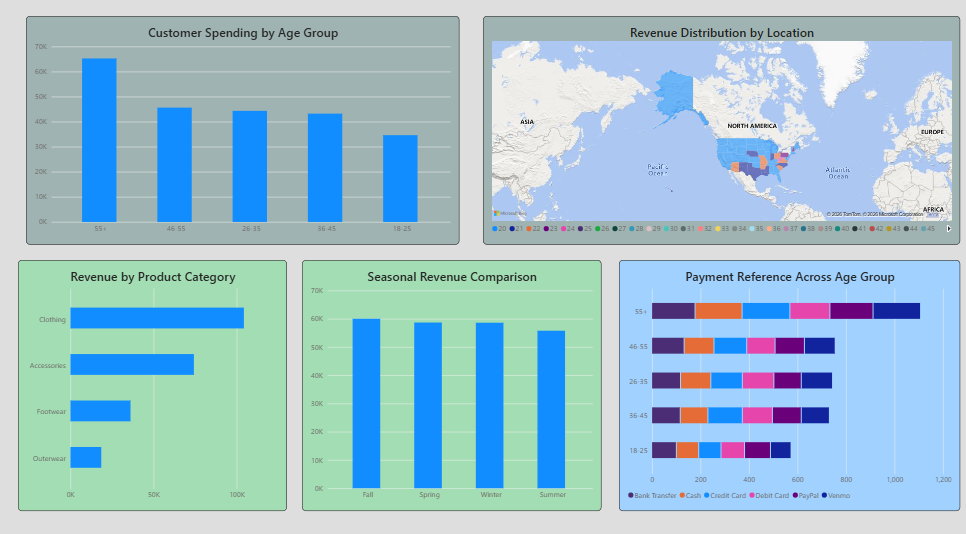 Customer Spending by Age Group
70K
60K
50K
40K
30K
20K
10K
0K
55+ 46-55 26-35 36-45 18-25
Revenue Distribution by Location
ASIA
NORTH AMERICA
EUROPE
Pacific
Ocean
Atlantic
Ocean
AFRICA
© 2026 TomTom, © 2026 Microsoft Corporation
20 21 22 23 24 25 26 27 28 29 30 31 32 33 34 35 36 37 38 39 40 41 42 43 44 45
Revenue by Product Category
Clothing
Accessories
Footwear
Outerwear
0K 50K 100K
Seasonal Revenue Comparison
70K
60K
50K
40K
30K
20K
10K
0K
Fall Spring Winter Summer
Payment Reference Across Age Group
55+
46-55
26-35
36-45
18-25
0 200 400 600 800 1,000 1,200
Bank Transfer Cash Credit Card Debit Card PayPal Venmo